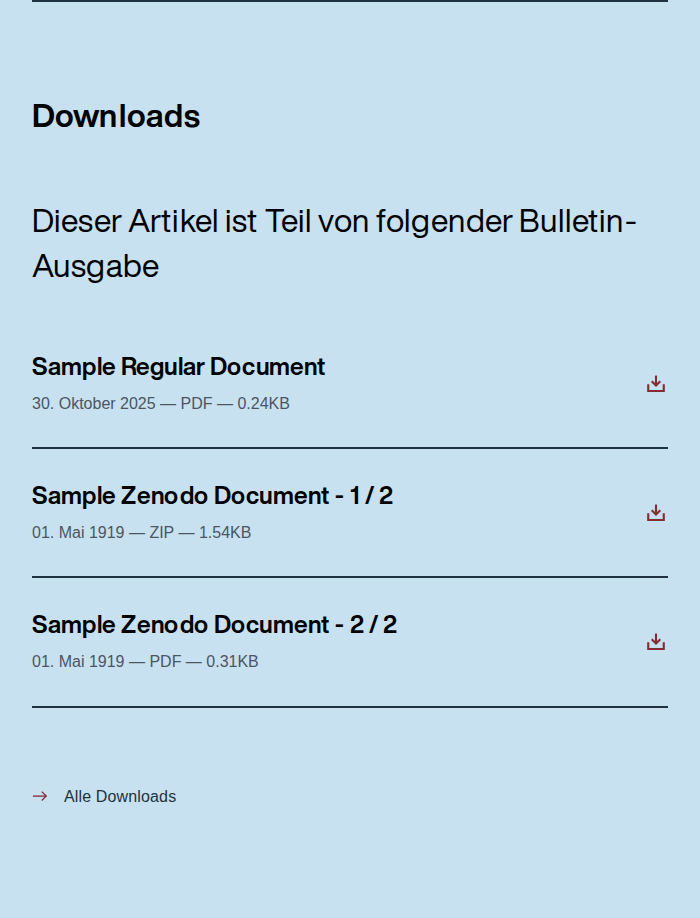 Downloads
Dieser Artikel ist Teil von folgender Bulletin-
Ausgabe
Sample Regular Document
30. Oktober 2025 — PDF — 0.24KB
Sample Zenodo Document - 1 / 2
01. Mai 1919 — ZIP — 1.54KB
Sample Zenodo Document - 2 / 2
01. Mai 1919 — PDF — 0.31KB
Alle Downloads